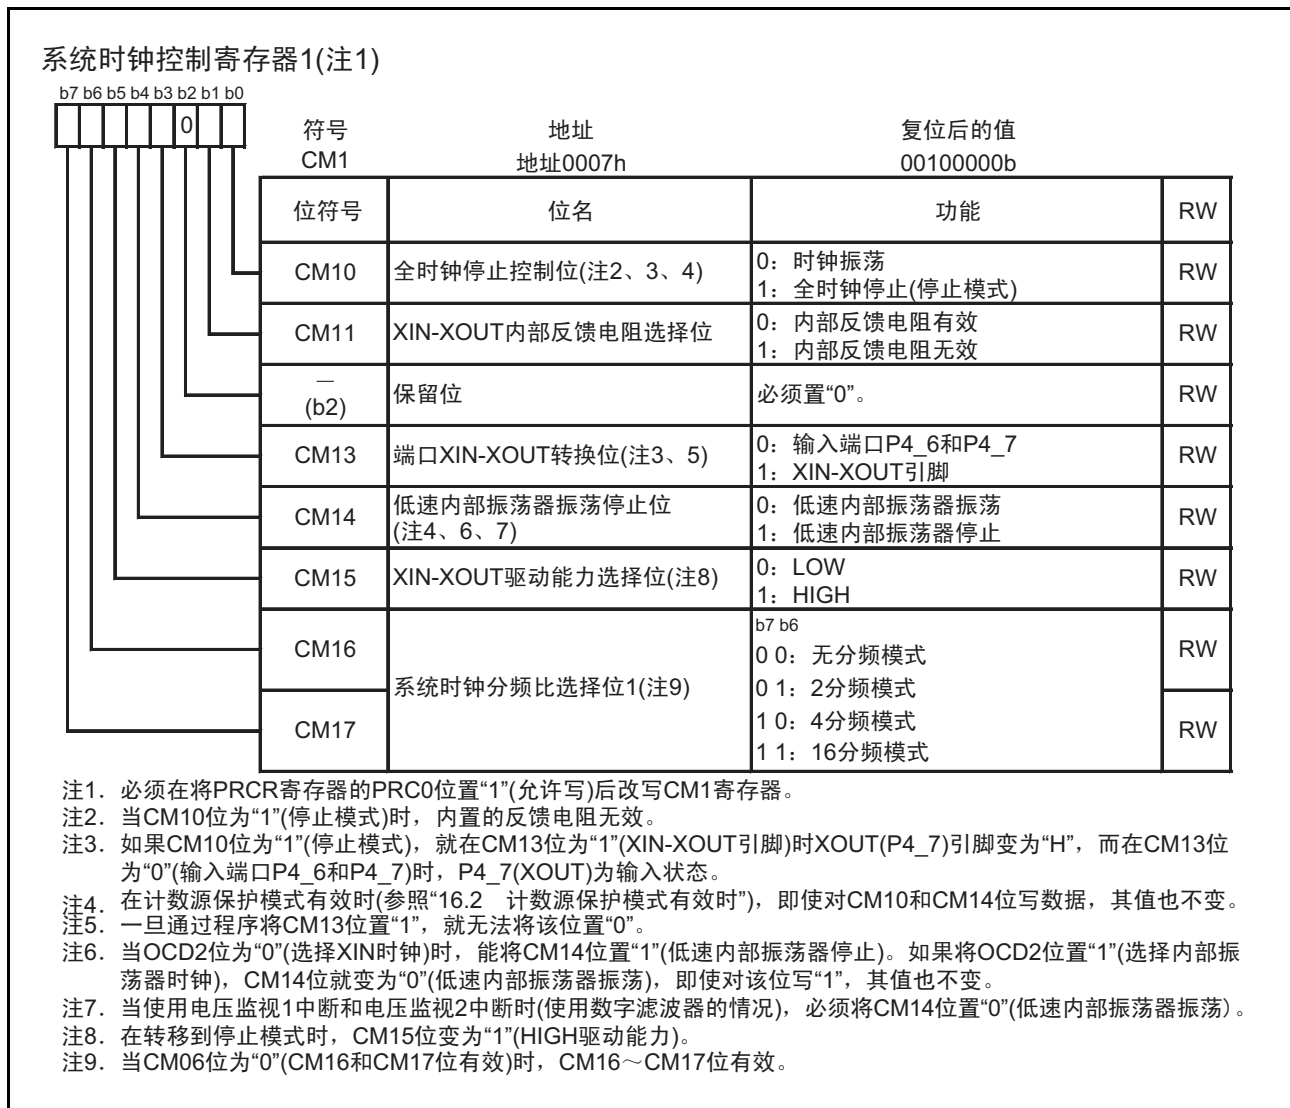 系统时钟控制寄存器1(注1)
b7 b6 b5 b4 b3 b2 b1 b0
0
符号 地址 复位后的值
CM1 地址0007h 00100000b
位符号 位名 功能 RW
CM10 全时钟停止控制位(注2、3、4) 0：时钟振荡 RW
1：全时钟停止(停止模式)
CM11 XIN-XOUT内部反馈电阻选择位 0：内部反馈电阻有效 RW
1：内部反馈电阻无效
—
(b2) 保留位 必须置“0”。 RW
CM13 端口XIN-XOUT转换位(注3、5) 0：输入端口P4_6和P4_7 RW
1：XIN-XOUT引脚
CM14 低速内部振荡器振荡停止位 0：低速内部振荡器振荡 RW
(注4、6、7) 1：低速内部振荡器停止
CM15 XIN-XOUT驱动能力选择位(注8) 0：LOW RW
1：HIGH
b7 b6
CM16 0 0：无分频模式 RW
系统时钟分频比选择位1(注9) 0 1：2分频模式
CM17 1 0：4分频模式 RW
1 1：16分频模式
注1．必须在将PRCR寄存器的PRC0位置“1”(允许写)后改写CM1寄存器。
注2．当CM10位为“1”(停止模式)时，内置的反馈电阻无效。
注3．如果CM10位为“1”(停止模式)，就在CM13位为“1”(XIN-XOUT引脚)时XOUT(P4_7)引脚变为“H”，而在CM13位
为“0”(输入端口P4_6和P4_7)时，P4_7(XOUT)为输入状态。
注4．在计数源保护模式有效时(参照“16.2 计数源保护模式有效时”)，即使对CM10和CM14位写数据，其值也不变。
注5．一旦通过程序将CM13位置“1”，就无法将该位置“0”。
注6．当OCD2位为“0”(选择XIN时钟)时，能将CM14位置“1”(低速内部振荡器停止)。如果将OCD2位置“1”(选择内部振
荡器时钟)，CM14位就变为“0”(低速内部振荡器振荡)，即使对该位写“1”，其值也不变。
注7．当使用电压监视1中断和电压监视2中断时(使用数字滤波器的情况)，必须将CM14位置“0”(低速内部振荡器振荡)。
注8．在转移到停止模式时，CM15位变为“1”(HIGH驱动能力)。
注9．当CM06位为“0”(CM16和CM17位有效)时，CM16～CM17位有效。